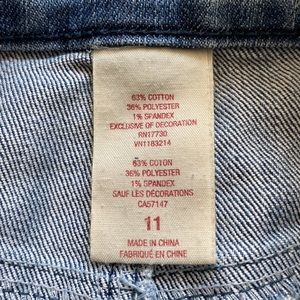 63% COTTON
36% POLYESTER
1% SPANDEX
EXCLUSIVE OF DECORATION
RN17730
VN1183214
63% COTON
36% POLYESTER
1% SPANDEX
SAUF LES DÉCORATIONS
CA57147
11
MADE IN CHINA
FABRIQUÉ EN CHINE